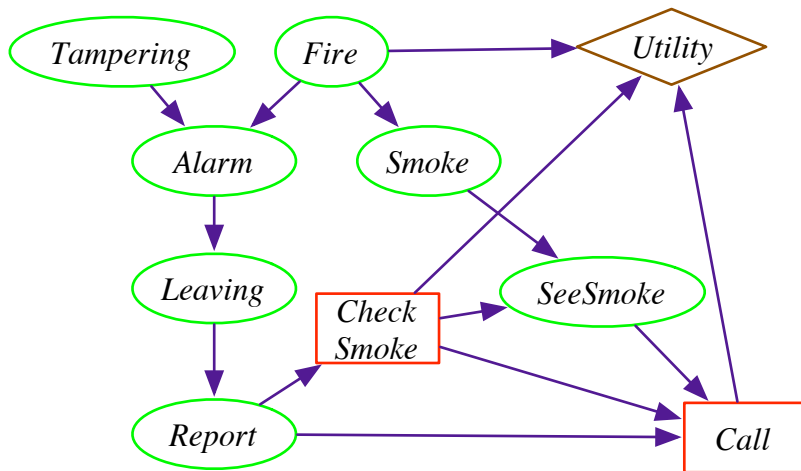 Tampering
Fire
Utility
Alarm
Smoke
Leaving
SeeSmoke
Check
Smoke
Report
Call